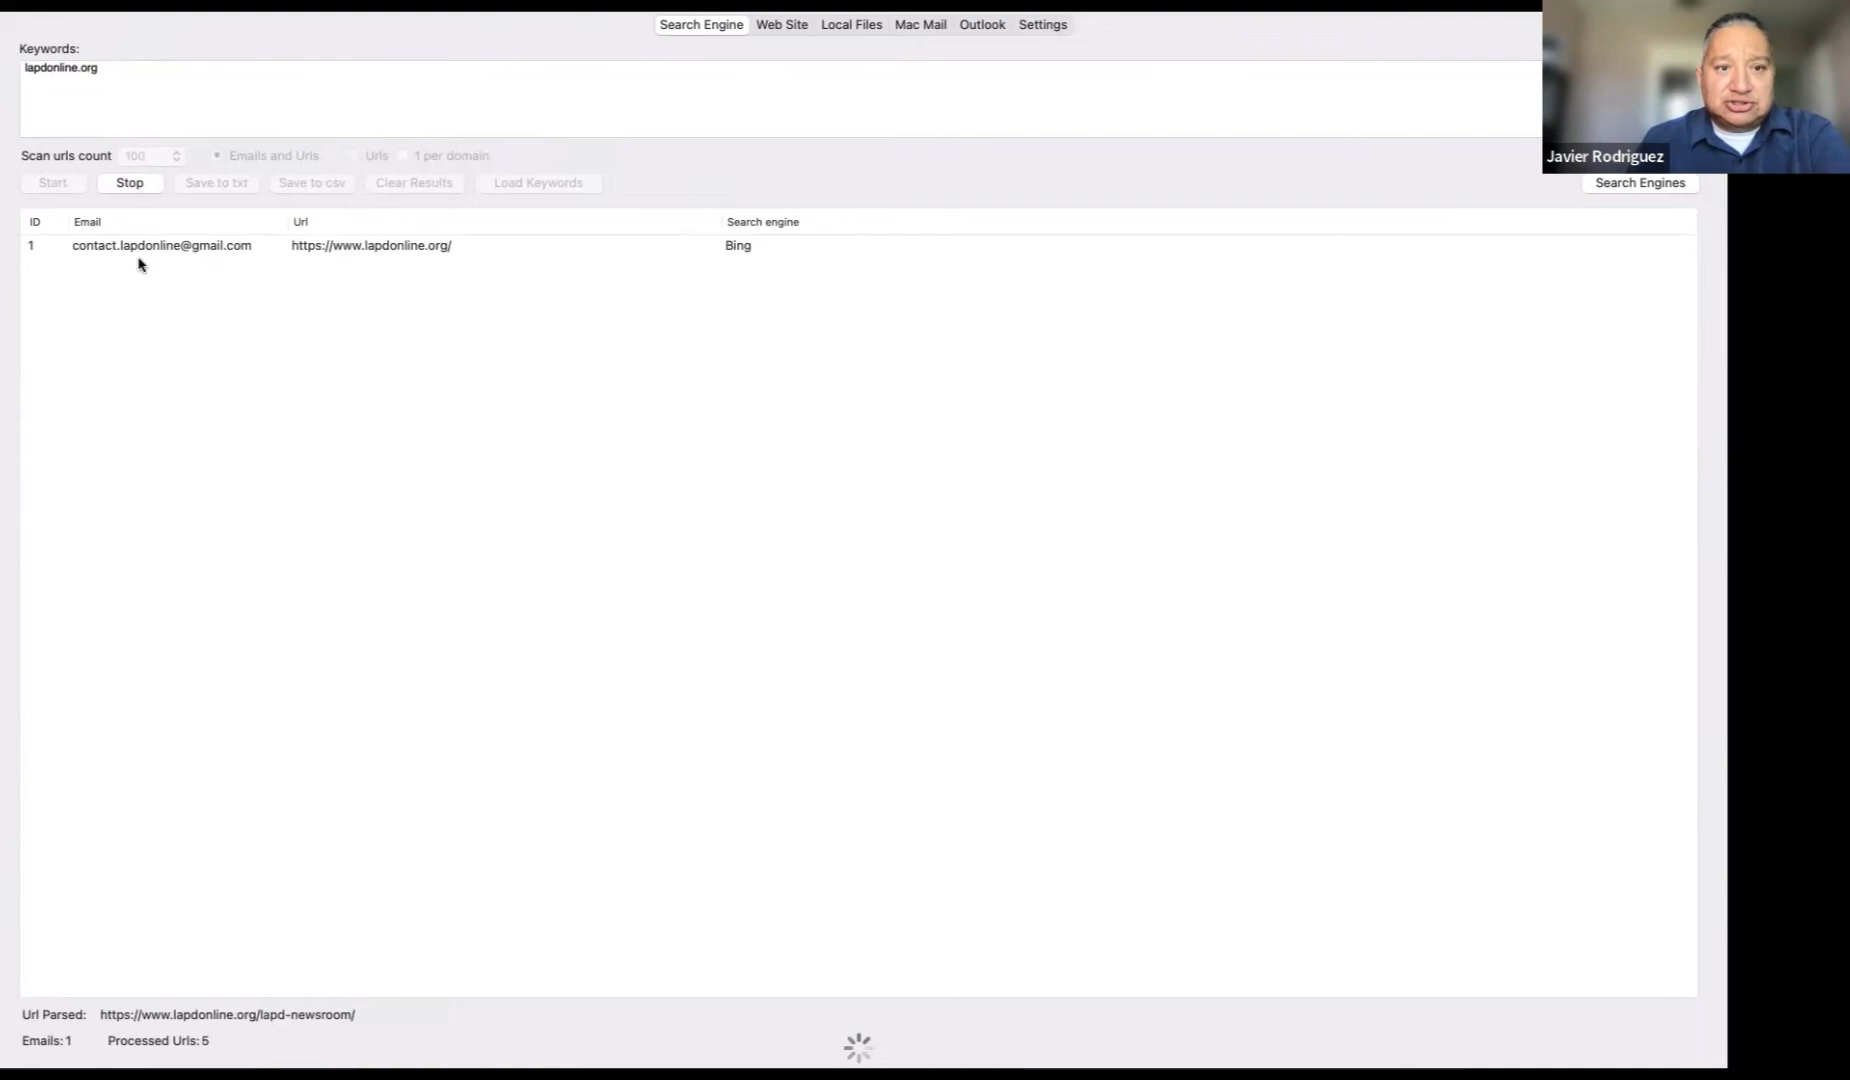 Search Engine Web Site Local Files Mac Mail Outlook Settings
Keywords:
lapdonline.org
Javier Rodriguez
Scan urls count 100 Emails and Urls Urls 1 per domain
Start Stop Save to txt Save to csv Clear Results Load Keywords Search Engines
ID Email Url Search engine
1 contact.lapdonline@gmail.com https://www.lapdonline.org/ Bing
Url Parsed: https://www.lapdonline.org/lapd-newsroom/
Emails: 1 Processed Urls: 5